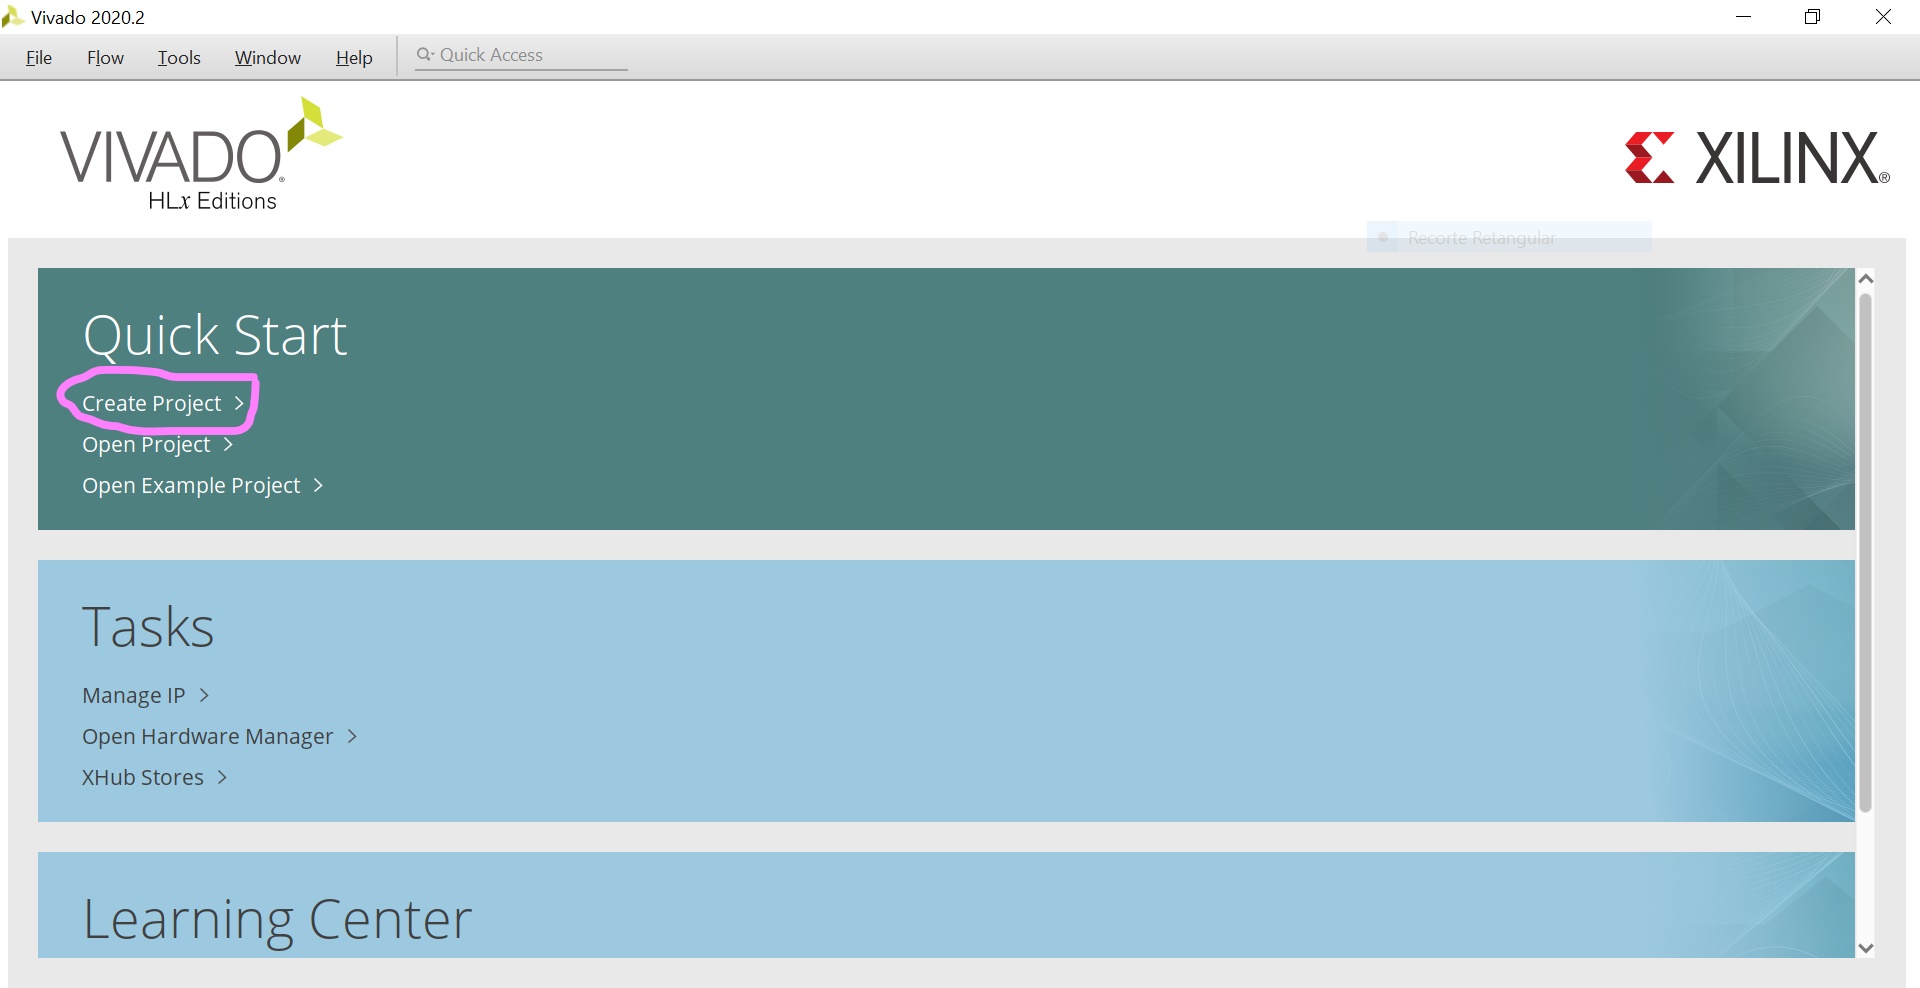 Vivado 2020.2
File Flow Tools Window Help Quick Access
VIVADO®
HLx Editions
XILINX®
Recorte Retangular
Quick Start
Create Project >
Open Project >
Open Example Project >
Tasks
Manage IP >
Open Hardware Manager >
XHub Stores >
Learning Center